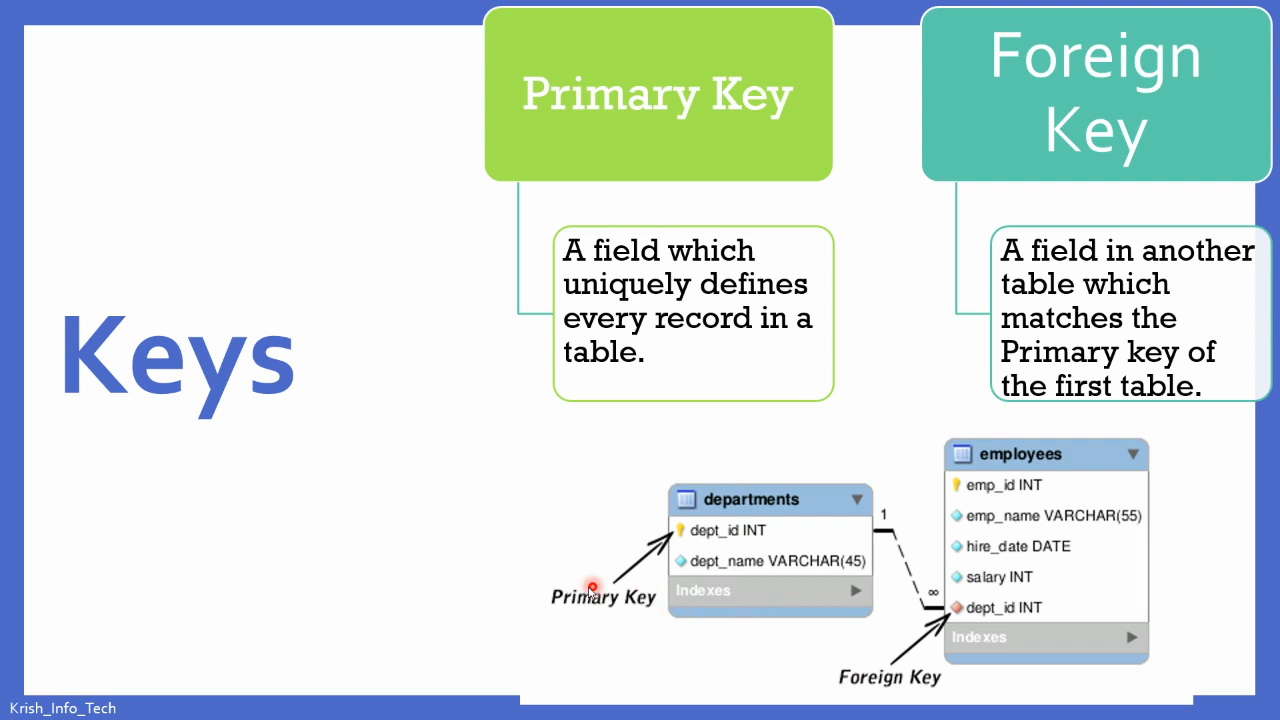 Primary Key
Foreign
Key
A field which
uniquely defines
every record in a
table.
A field in another
table which
matches the
Primary key of
the first table.
Keys
departments
dept_id INT
dept_name VARCHAR(45)
Indexes
Primary Key
1
∞
employees
emp_id INT
emp_name VARCHAR(55)
hire_date DATE
salary INT
dept_id INT
Indexes
Foreign Key
Krish_Info_Tech